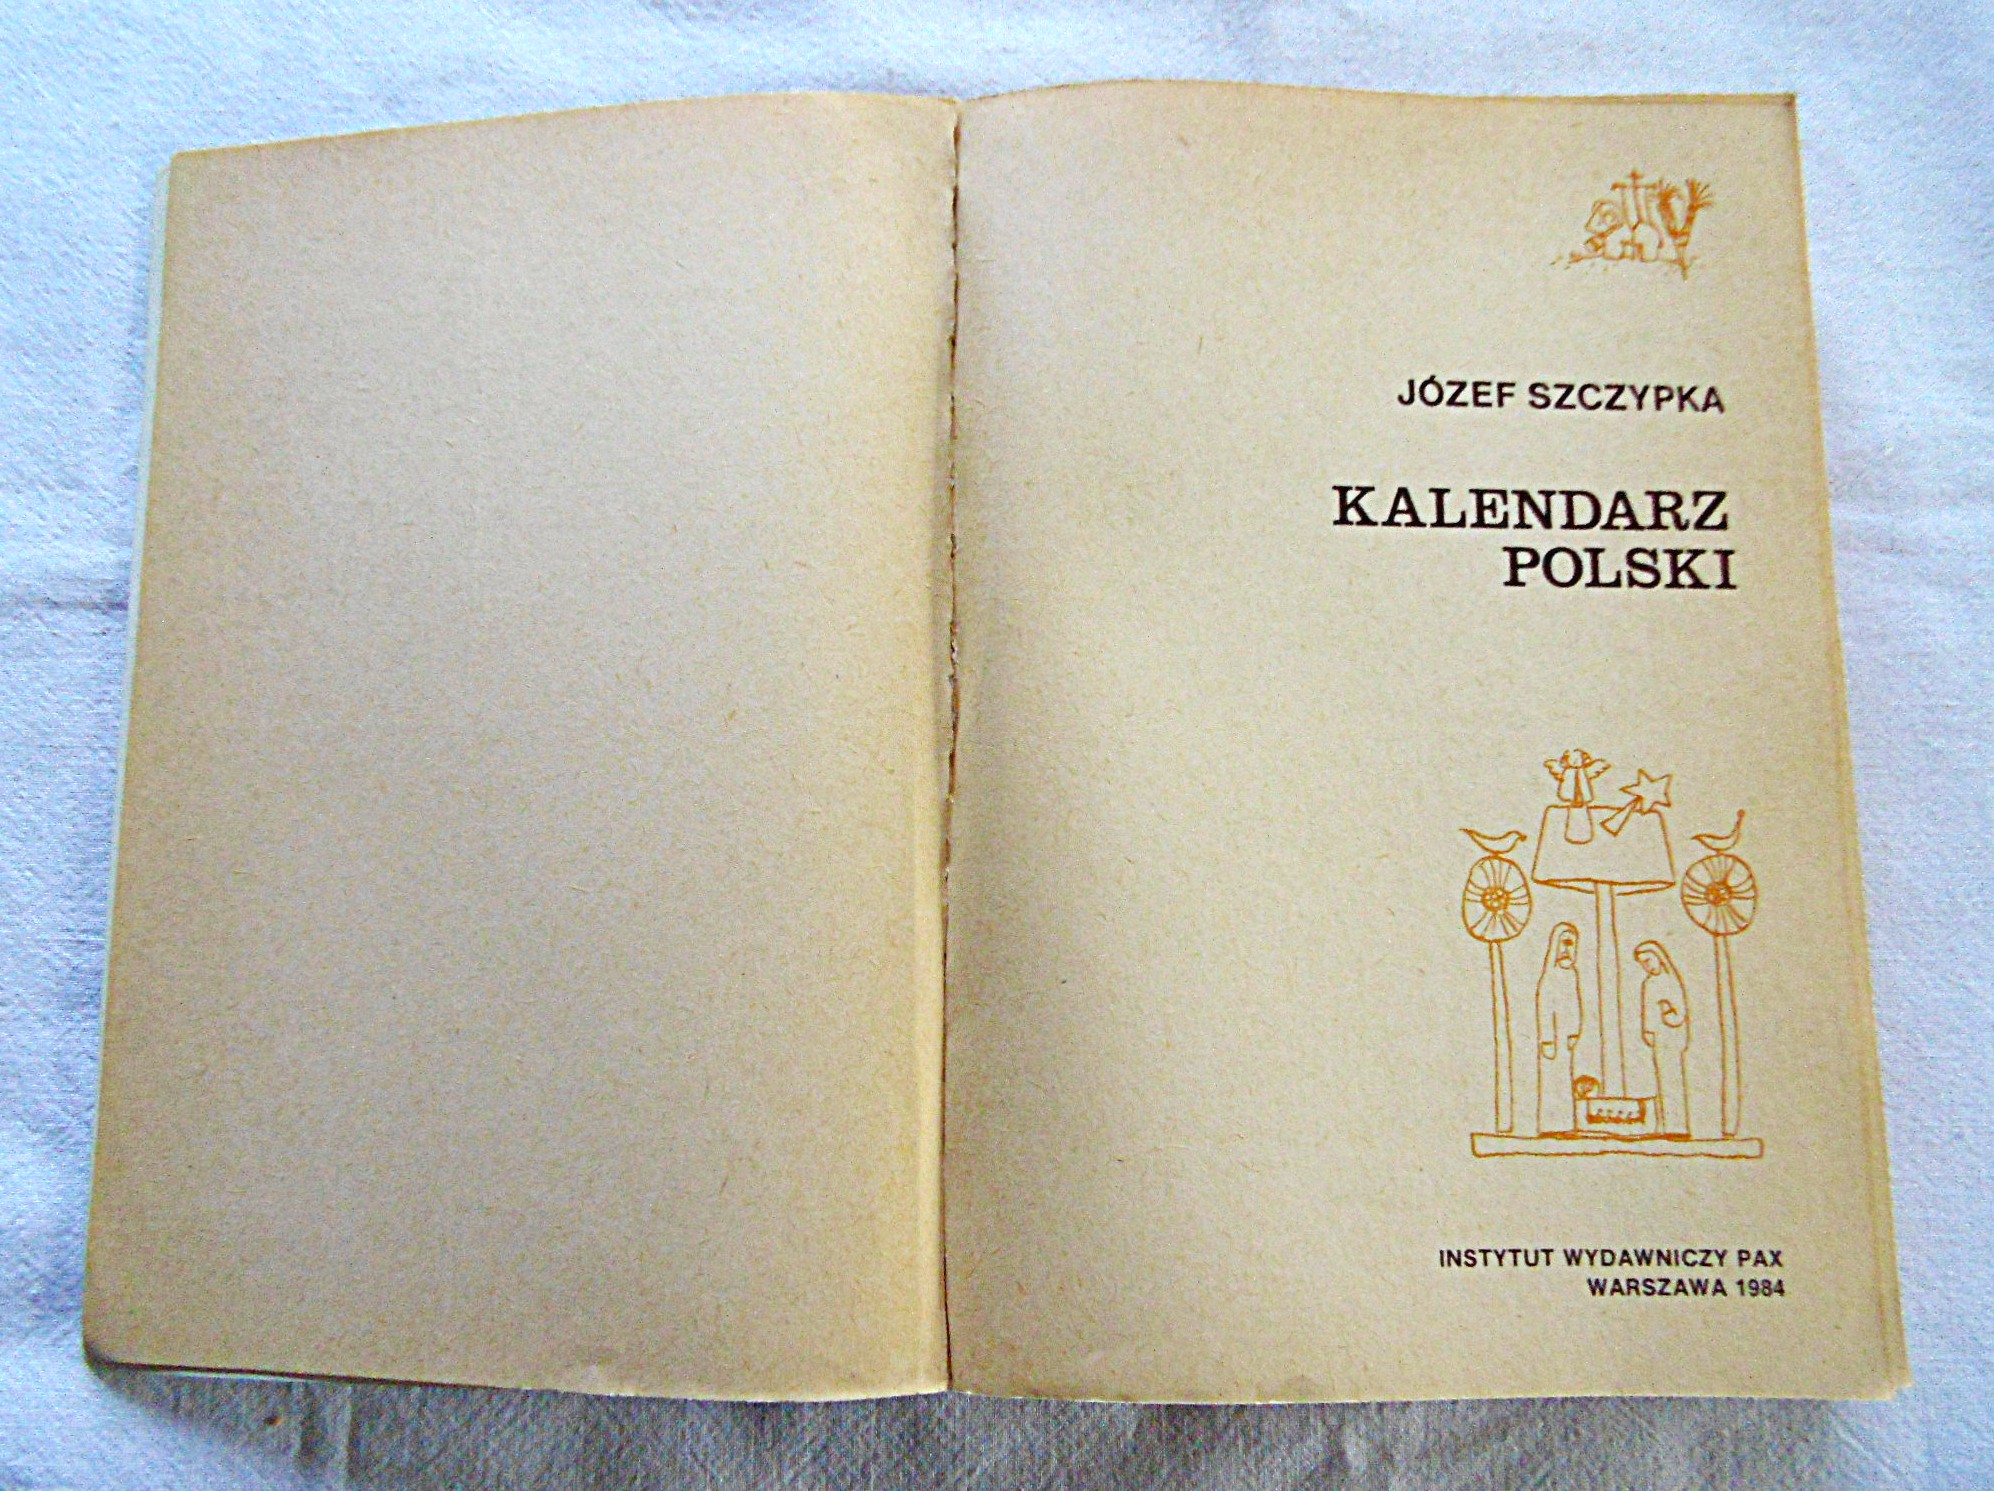 JÓZEF SZCZYPKA
KALENDARZ
POLSKI
INSTYTUT WYDAWNICZY PAX
WARSZAWA 1984